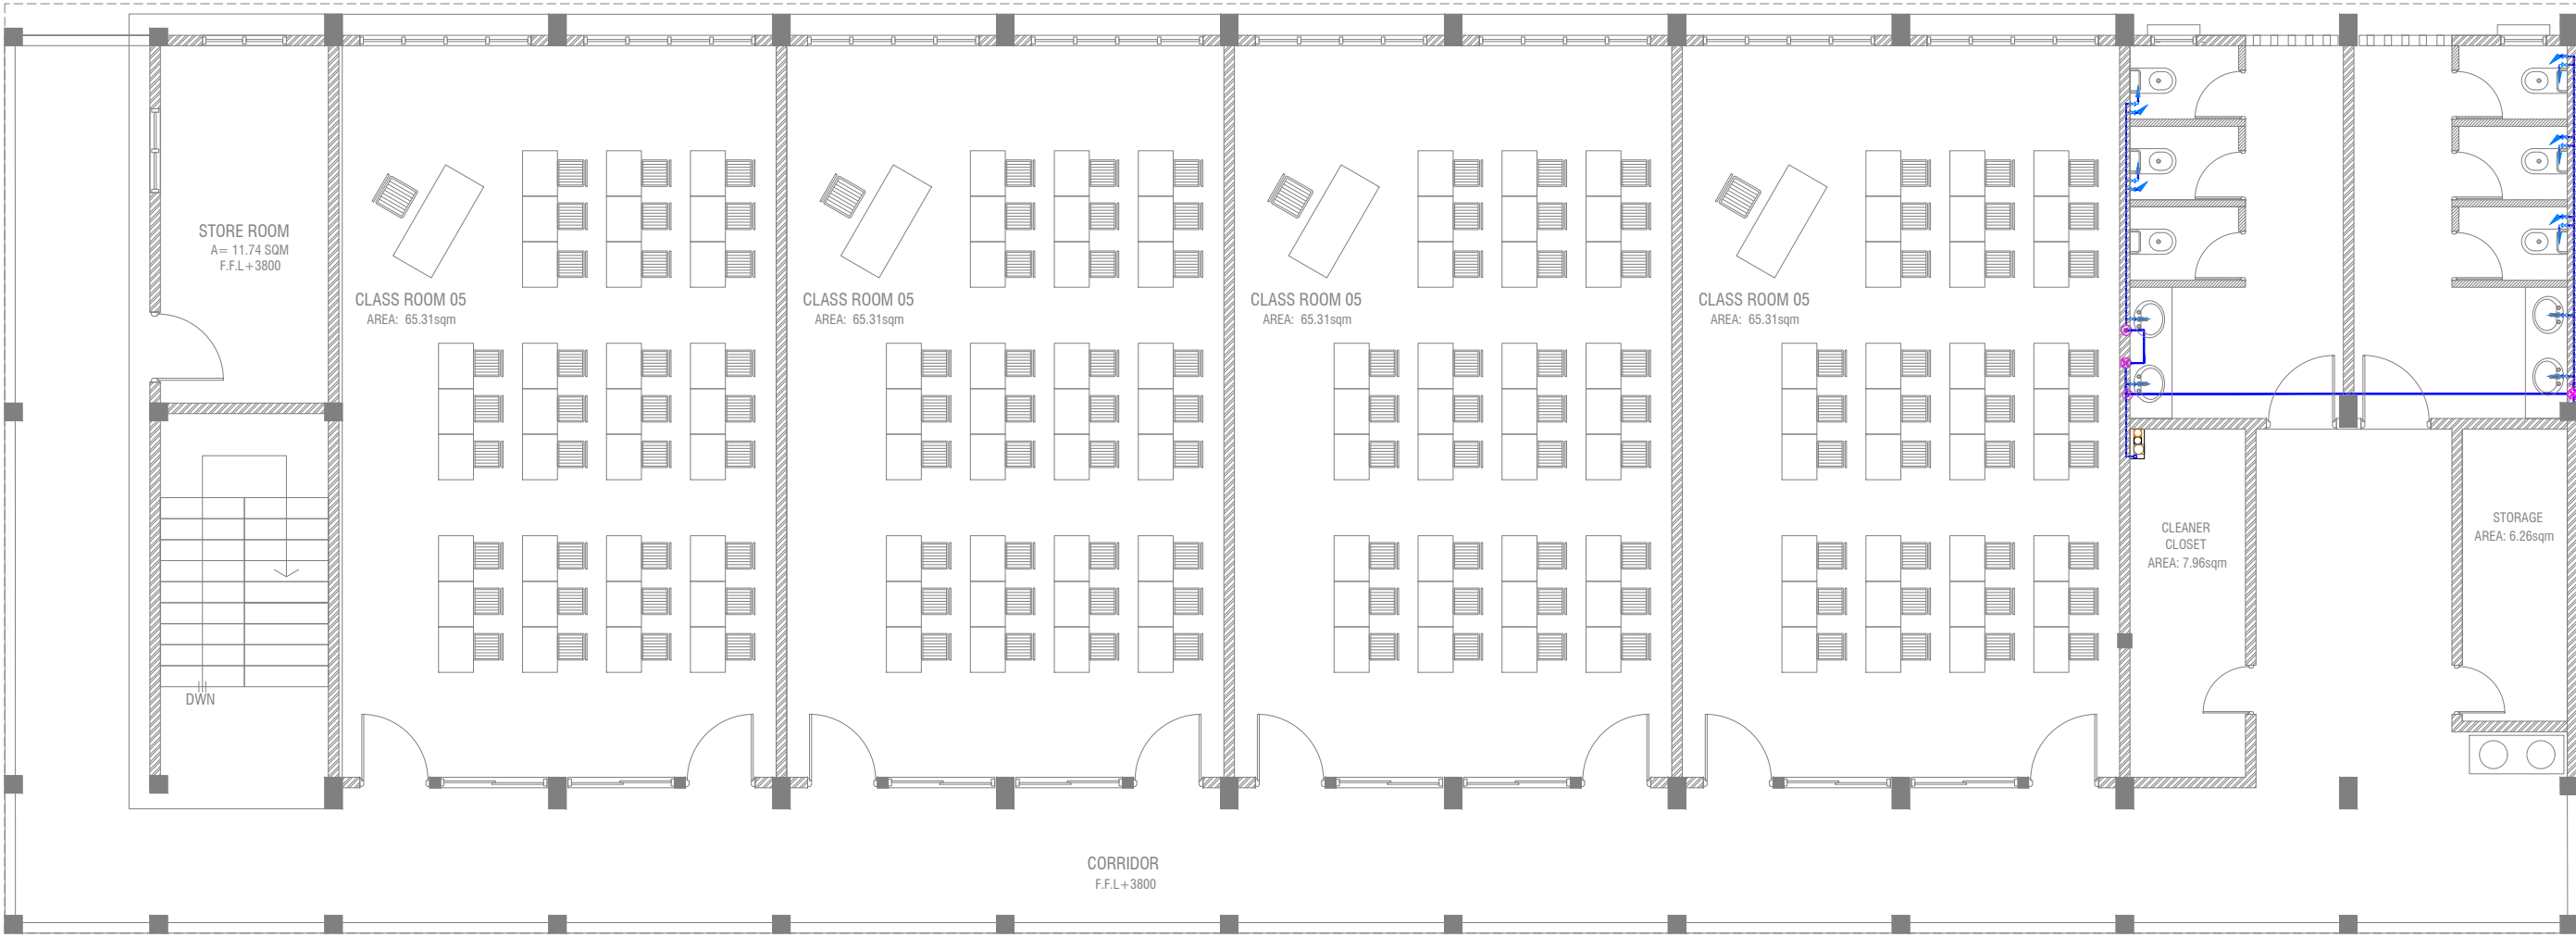 STORE ROOM
A= 11.74 SQM
F.F.L+3800
CLASS ROOM 05
AREA: 65.31sqm
CLASS ROOM 05
AREA: 65.31sqm
CLASS ROOM 05
AREA: 65.31sqm
CLASS ROOM 05
AREA: 65.31sqm
CLEANER
CLOSET
AREA: 7.96sqm
STORAGE
AREA: 6.26sqm
DWN
CORRIDOR
F.F.L+3800